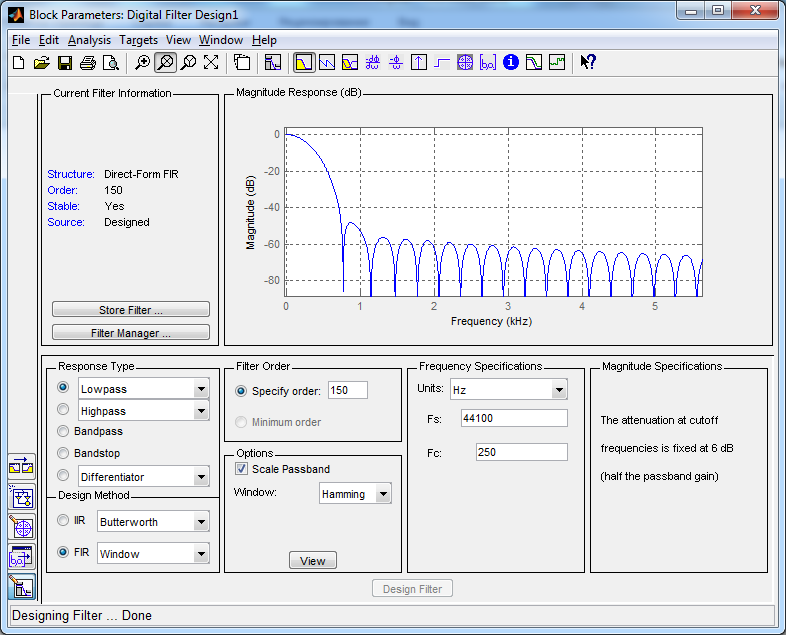 Block Parameters: Digital Filter Design1
File Edit Analysis Targets View Window Help
Current Filter Information
Structure: Direct-Form FIR
Order: 150
Stable: Yes
Source: Designed
Store Filter ...
Filter Manager ...
Magnitude Response (dB)
Magnitude (dB)
0
-20
-40
-60
-80
0 1 2 3 4 5
Frequency (kHz)
Response Type
Lowpass
Highpass
Bandpass
Bandstop
Differentiator
Design Method
IIR Butterworth
FIR Window
Filter Order
Specify order: 150
Minimum order
Options
Scale Passband
Window: Hamming
View
Frequency Specifications
Units: Hz
Fs: 44100
Fc: 250
Magnitude Specifications
The attenuation at cutoff
frequencies is fixed at 6 dB
(half the passband gain)
Design Filter
Designing Filter ... Done